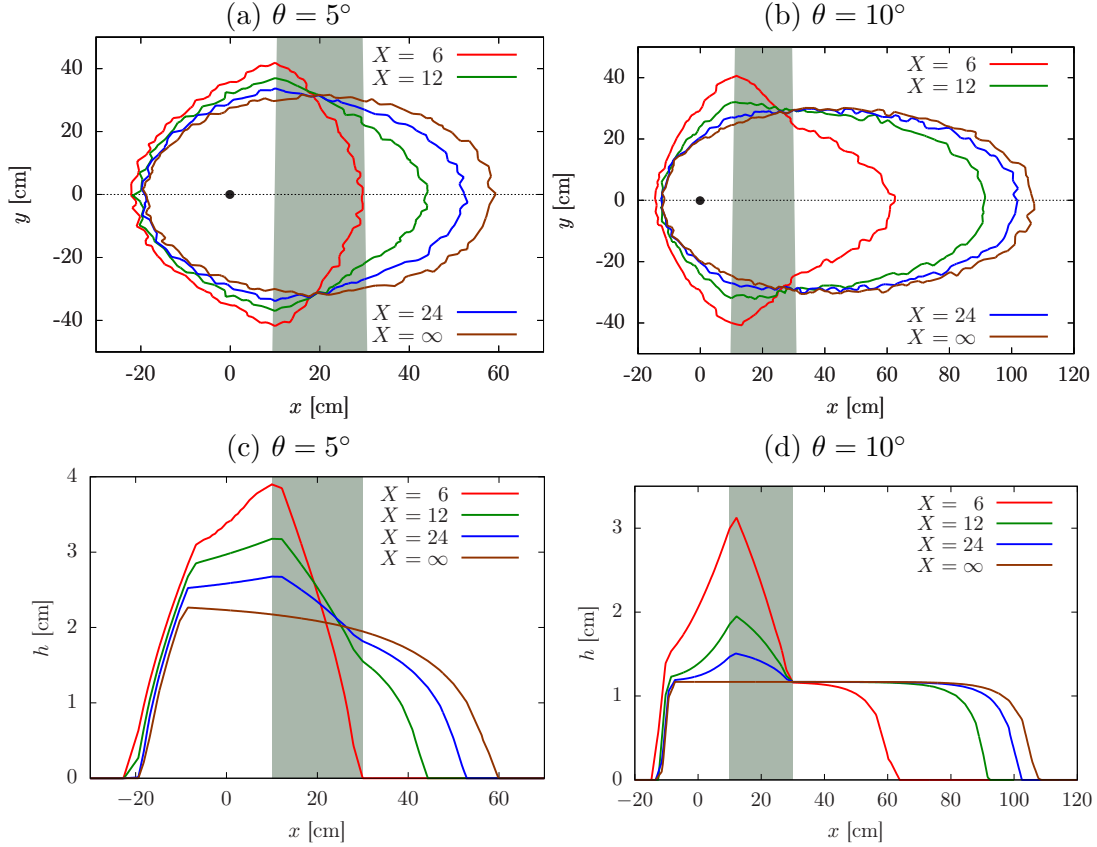 (a) θ = 5°
40
20
0
-20
-40
y [cm]
-20 0 20 40 60
x [cm]
X = 6
X = 12
X = 24
X = ∞
(b) θ = 10°
40
20
0
-20
-40
y [cm]
-20 0 20 40 60 80 100 120
x [cm]
X = 6
X = 12
X = 24
X = ∞
(c) θ = 5°
4
3
2
1
0
h [cm]
−20 0 20 40 60
x [cm]
X = 6
X = 12
X = 24
X = ∞
(d) θ = 10°
3
2
1
0
h [cm]
−20 0 20 40 60 80 100 120
x [cm]
X = 6
X = 12
X = 24
X = ∞